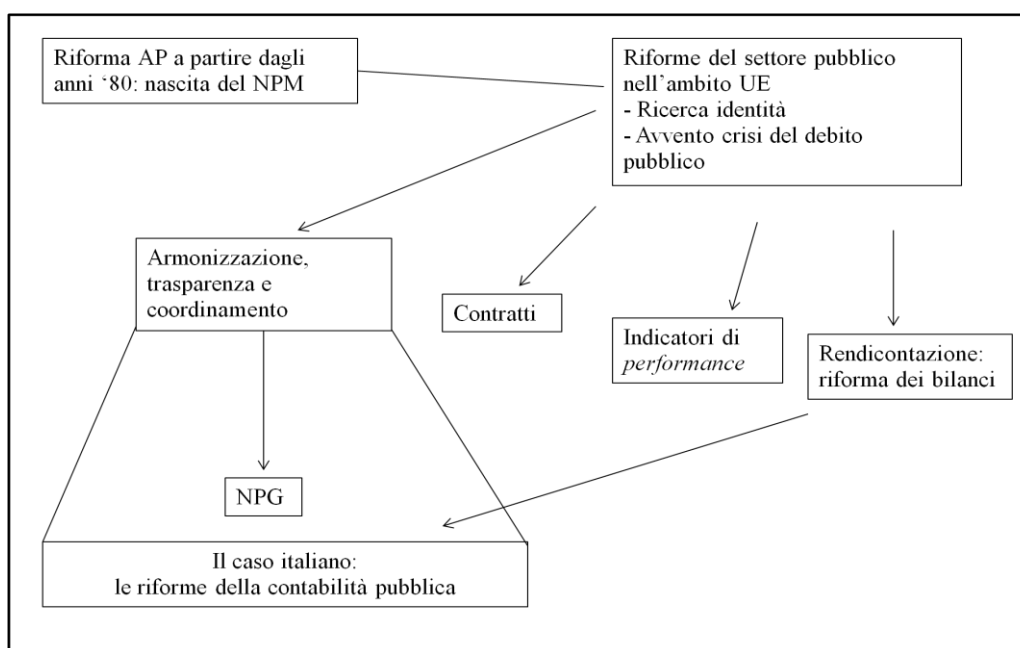 Riforma AP a partire dagli
anni ‘80: nascita del NPM
Riforme del settore pubblico
nell’ambito UE
- Ricerca identità
- Avvento crisi del debito
pubblico
Armonizzazione,
trasparenza e
coordinamento
Contratti
Indicatori di
performance
Rendicontazione:
riforma dei bilanci
NPG
Il caso italiano:
le riforme della contabilità pubblica